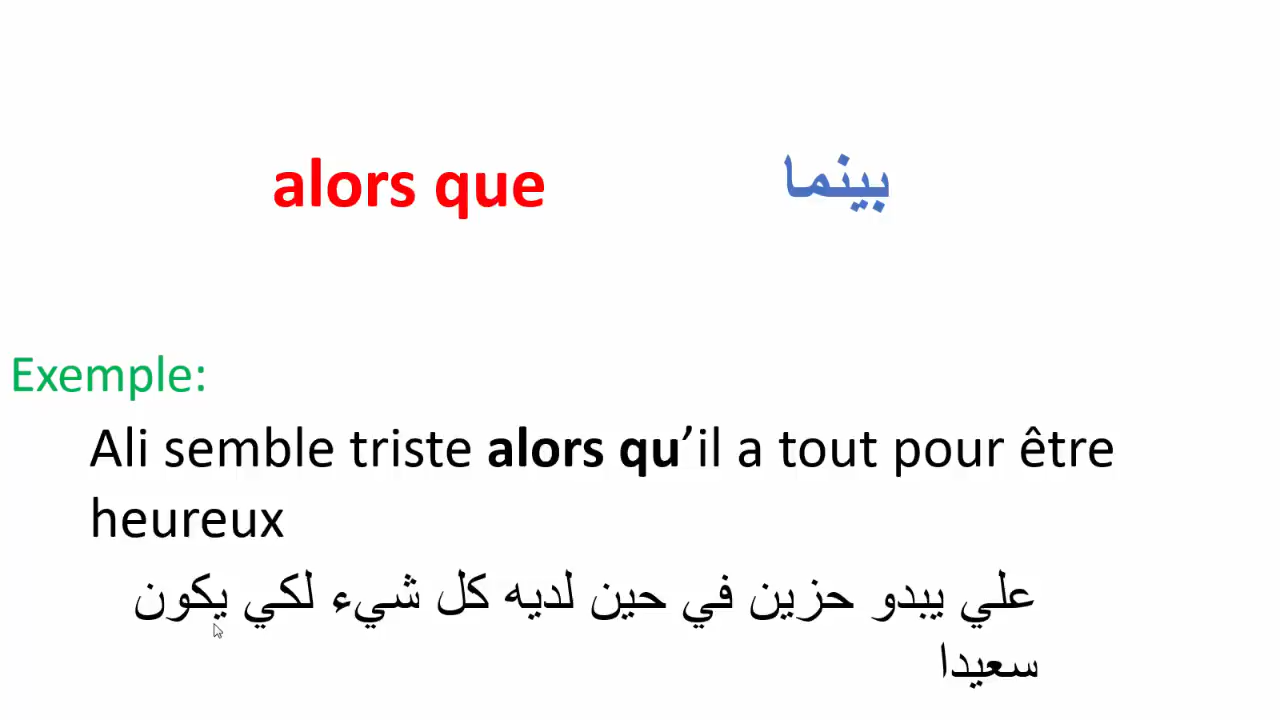 alors que
بينما
Exemple:
Ali semble triste alors qu’il a tout pour être
heureux
علي يبدو حزين في حين لديه كل شيء لكي يكون
سعيدا